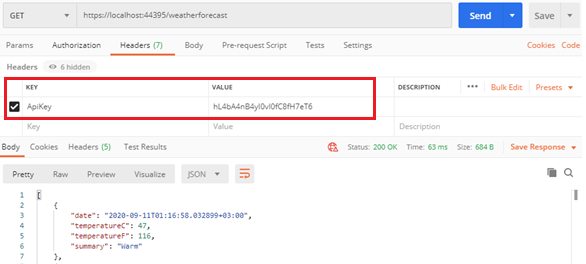 GET https://localhost:44395/weatherforecast Send Save
Params Authorization Headers (7) Body Pre-request Script Tests Settings Cookies Code
Headers 6 hidden
KEY VALUE DESCRIPTION ••• Bulk Edit Presets
ApiKey hL4bA4nB4yI0vI0fC8fH7eT6
Key Value Description
Body Cookies Headers (5) Test Results Status: 200 OK Time: 63 ms Size: 684 B Save Response
Pretty Raw Preview Visualize JSON
1 [
2 {
3 "date": "2020-09-11T01:16:58.032899+03:00",
4 "temperatureC": 47,
5 "temperatureF": 116,
6 "summary": "Warm"
7 },